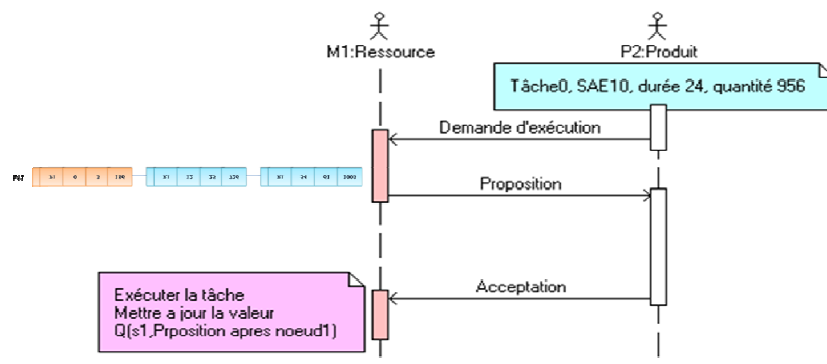 M1:Ressource
P2:Produit
Tâche0, SAE10, durée 24, quantité 956
Demande d'exécution
Proposition
Acceptation
Exécuter la tâche
Mettre a jour la valeur
Q(s1,Prposition apres noeud1)